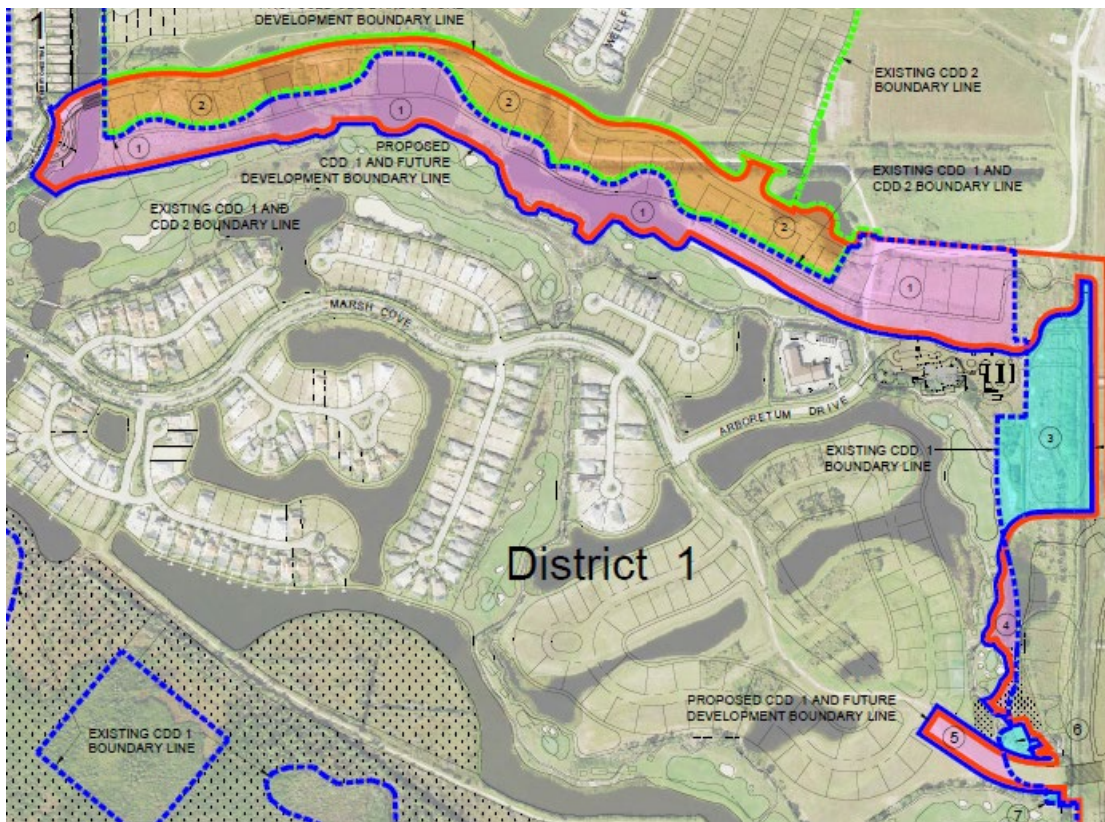 DEVELOPMENT BOUNDARY LINE
EXISTING CDD 2
BOUNDARY LINE
2
1
1
2
PROPOSED
CDD 1 AND FUTURE
DEVELOPMENT BOUNDARY LINE
EXISTING CDD 1 AND
CDD 2 BOUNDARY LINE
EXISTING CDD 1 AND
CDD 2 BOUNDARY LINE
1
2
1
MARSH COVE
ARBORETUM DRIVE
EXISTING CDD 1
BOUNDARY LINE
3
District 1
4
PROPOSED CDD 1 AND FUTURE
DEVELOPMENT BOUNDARY LINE
5
6
EXISTING CDD 1
BOUNDARY LINE
7